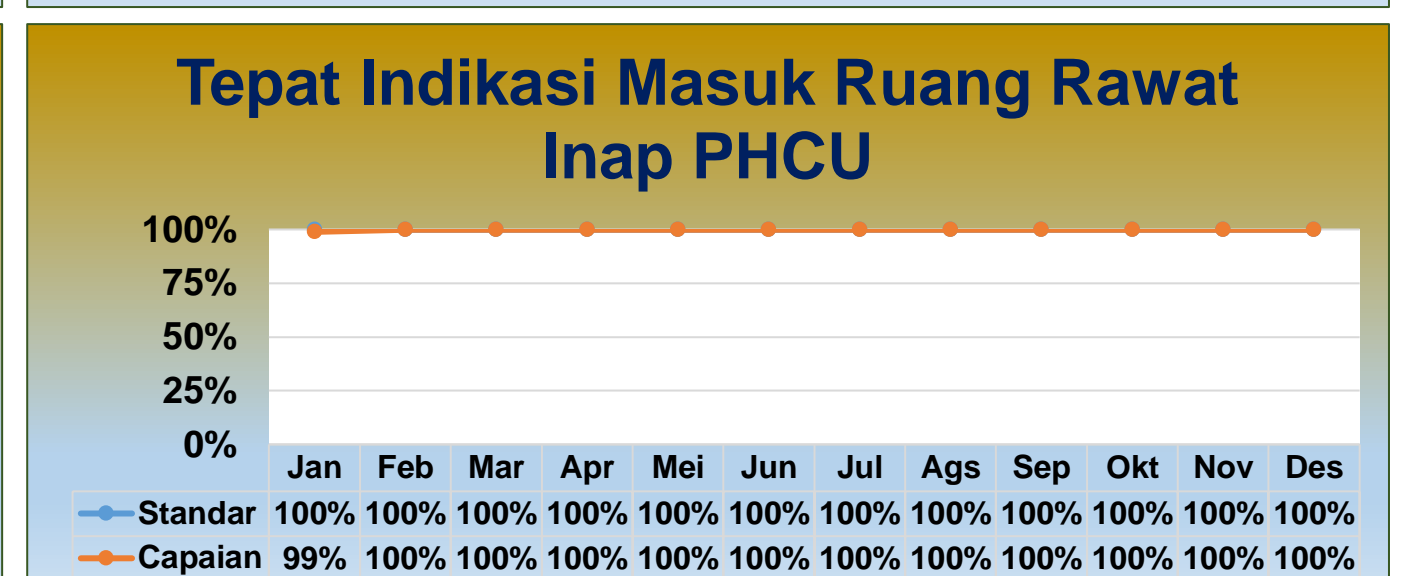 Tepat Indikasi Masuk Ruang Rawat
Inap PHCU
100%
75%
50%
25%
0%
Jan Feb Mar Apr Mei Jun Jul Ags Sep Okt Nov Des
Standar 100% 100% 100% 100% 100% 100% 100% 100% 100% 100% 100% 100%
Capaian 99% 100% 100% 100% 100% 100% 100% 100% 100% 100% 100% 100%